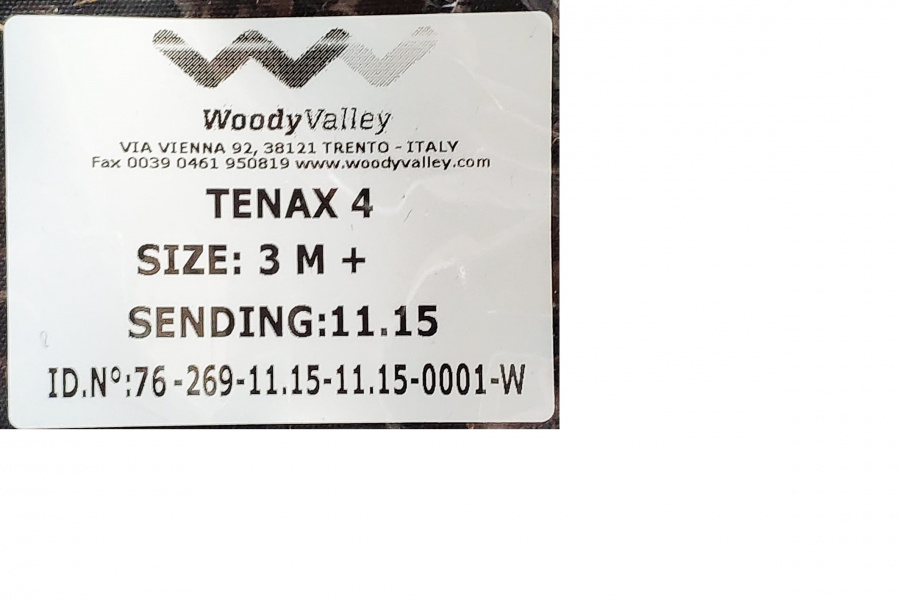 WoodyValley
VIA VIENNA 92, 38121 TRENTO - ITALY
Fax 0039 0461 950819 www.woodyvalley.com
TENAX 4
SIZE: 3 M +
SENDING:11.15
ID.Nº:76-269-11.15-11.15-0001-W